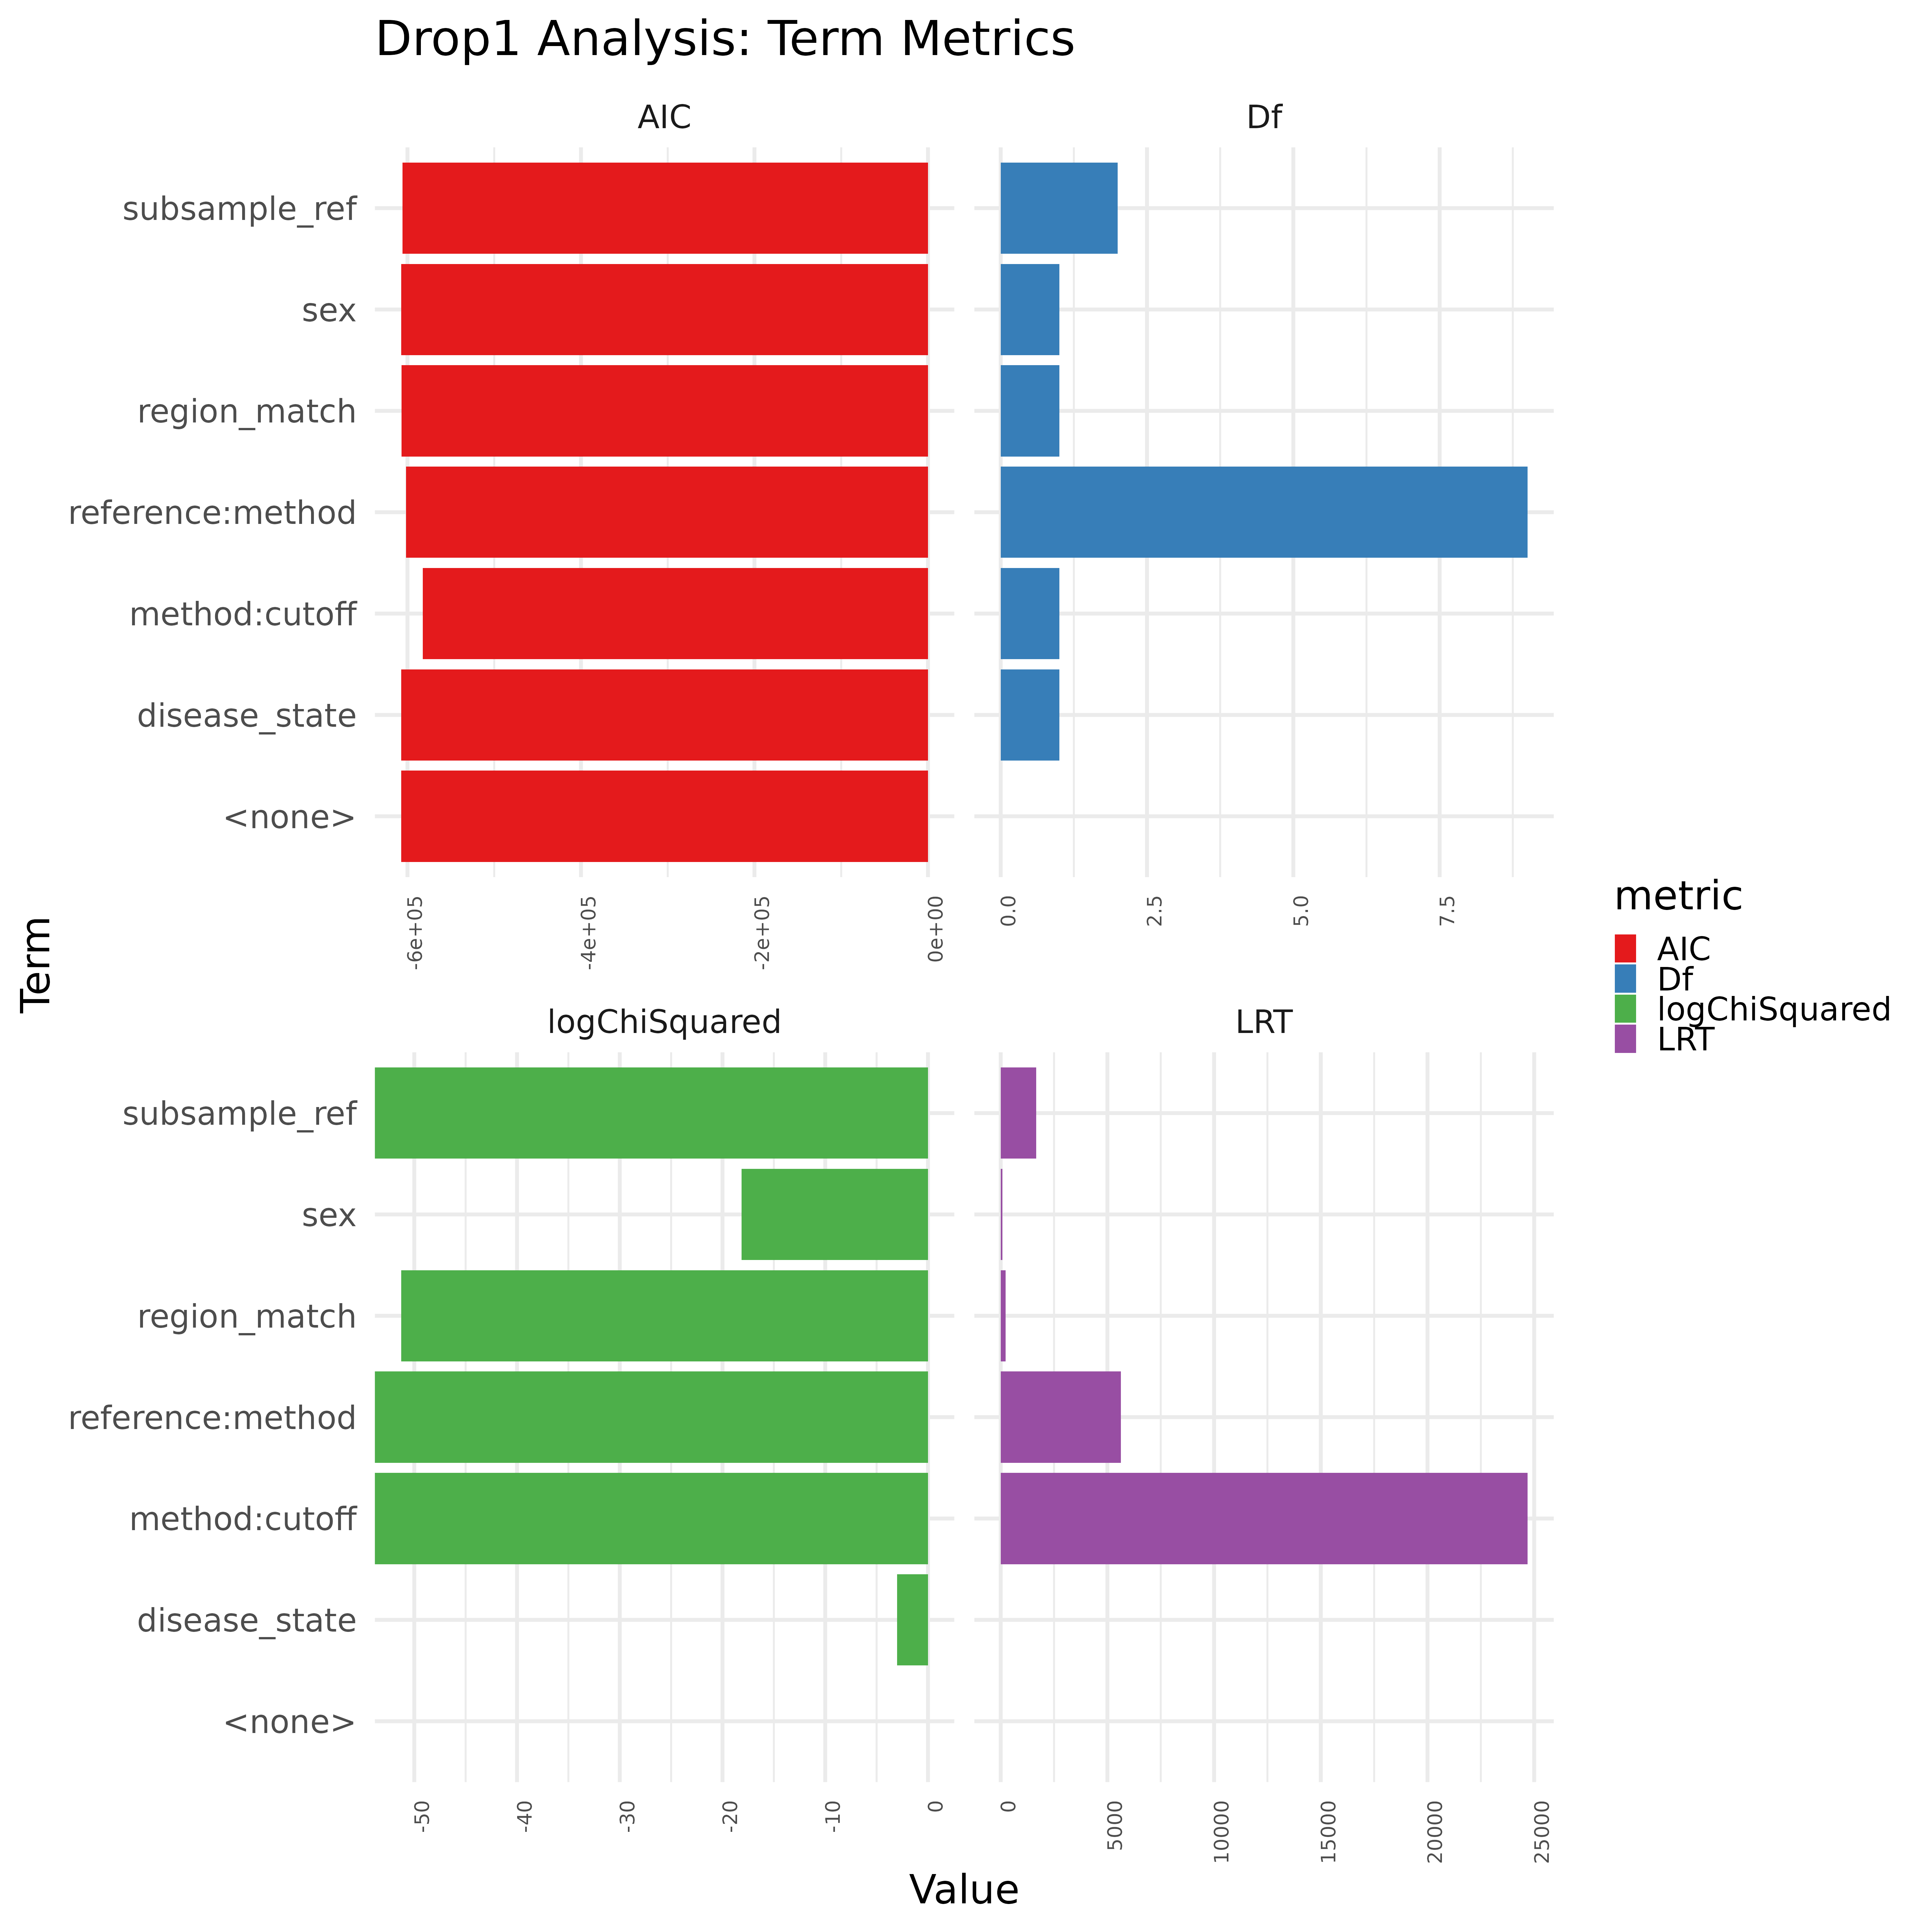 Drop1 Analysis: Term Metrics
AIC
Df
subsample_ref
sex
region_match
reference:method
method:cutoff
disease_state
<none>
-6e+05
-4e+05
-2e+05
0e+00
0.0
2.5
5.0
7.5
Term
metric
AIC
Df
logChiSquared
LRT
logChiSquared
LRT
subsample_ref
sex
region_match
reference:method
method:cutoff
disease_state
<none>
-50
-40
-30
-20
-10
0
0
5000
10000
15000
20000
25000
Value